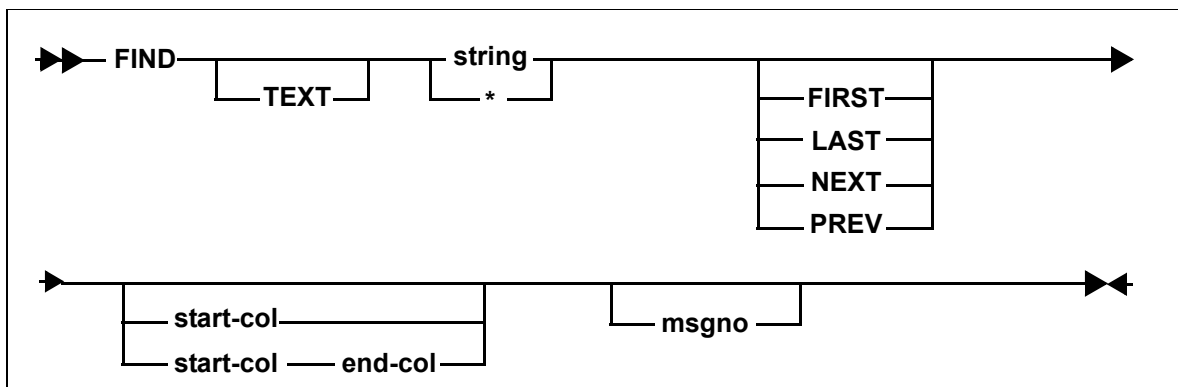 FIND string
TEXT *
FIRST
LAST
NEXT
PREV
start-col msgno
start-col end-col